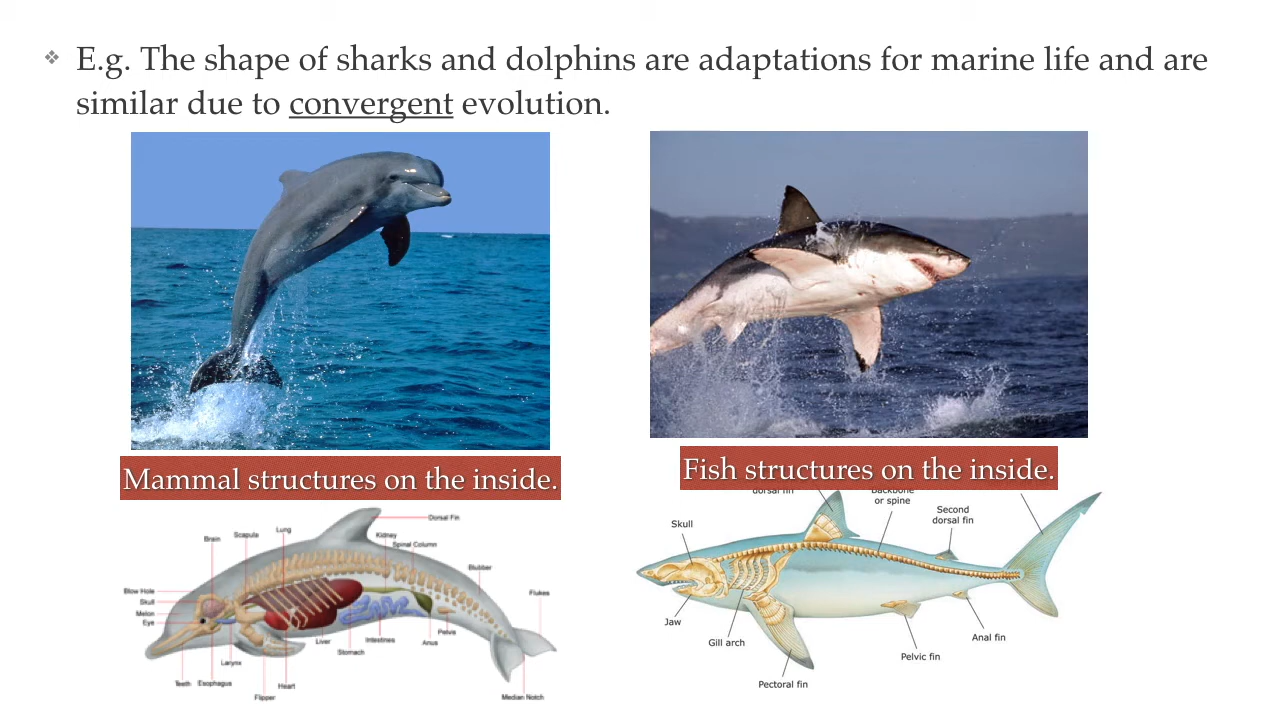 E.g. The shape of sharks and dolphins are adaptations for marine life and are
similar due to convergent evolution.
Mammal structures on the inside.
Fish structures on the inside.
Dorsal Fin
Lung
Scapula
Brain
Kidney
Spinal Column
Blubber
Blow Hole
Skull
Melon
Eye
Flukes
Pelvis
Liver
Intestines
Anus
Stomach
Larynx
Teeth
Esophagus
Heart
Flipper
Median Notch
dorsal fin
Backbone
or spine
Second
dorsal fin
Skull
Jaw
Gill arch
Anal fin
Pelvic fin
Pectoral fin